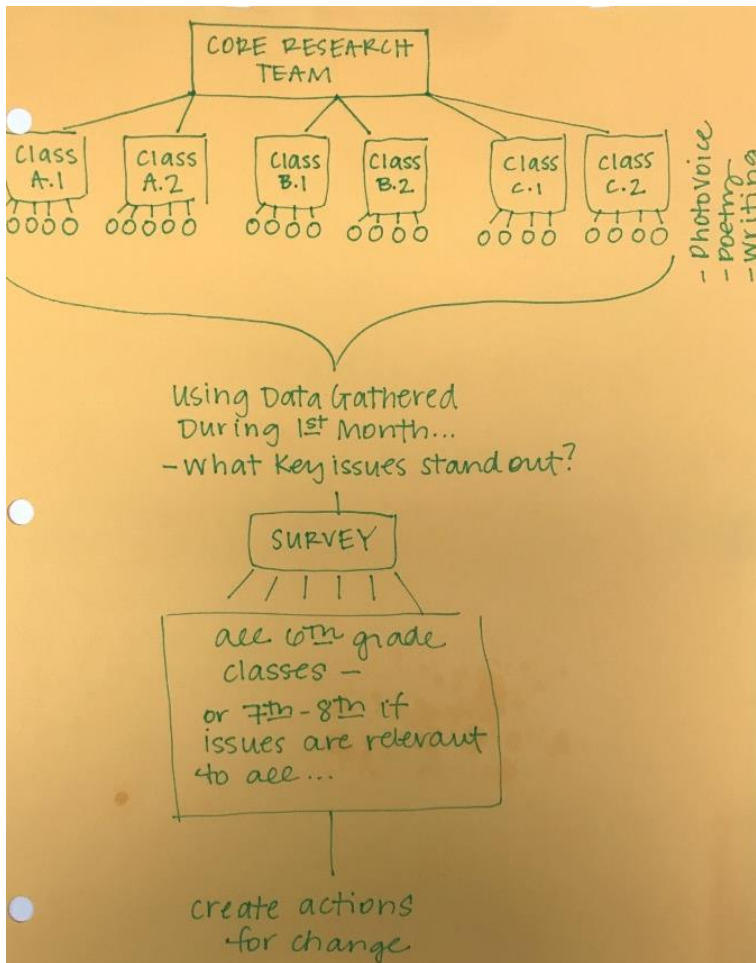 CORE RESEARCH
TEAM
Class
A.1
Class
A.2
Class
B.1
Class
B.2
Class
C.1
Class
C.2
- Photovoice
- Poetry
- Writing
Using Data Gathered
During 1st Month...
- What Key issues stand out?
SURVEY
all 6th grade
classes -
or 7th - 8th if
issues are relevant
to all...
create actions
for change